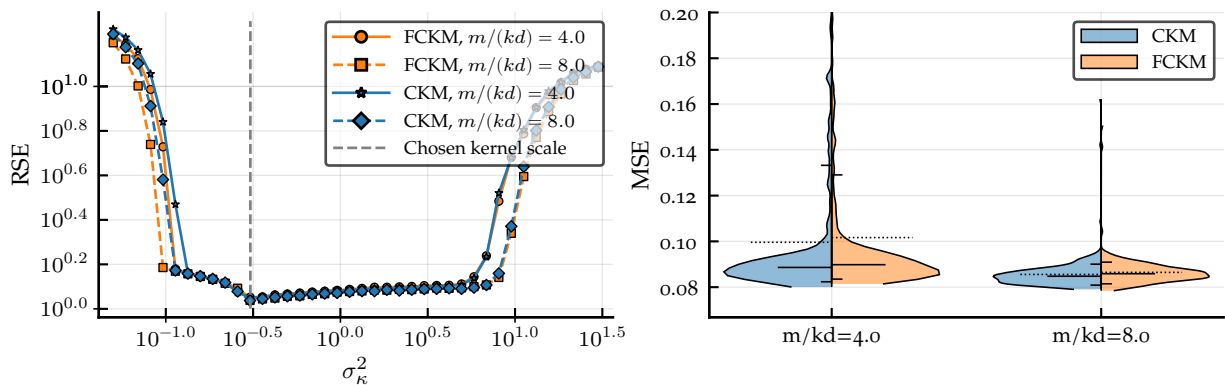 RSE
10^1.0
10^0.8
10^0.6
10^0.4
10^0.2
10^0.0
FCKM, m/(kd) = 4.0
FCKM, m/(kd) = 8.0
CKM, m/(kd) = 4.0
CKM, m/(kd) = 8.0
Chosen kernel scale
10^−1.0
10^−0.5
10^0.0
10^0.5
10^1.0
10^1.5
σ_κ^2
MSE
0.20
0.18
0.16
0.14
0.12
0.10
0.08
CKM
FCKM
m/kd=4.0
m/kd=8.0